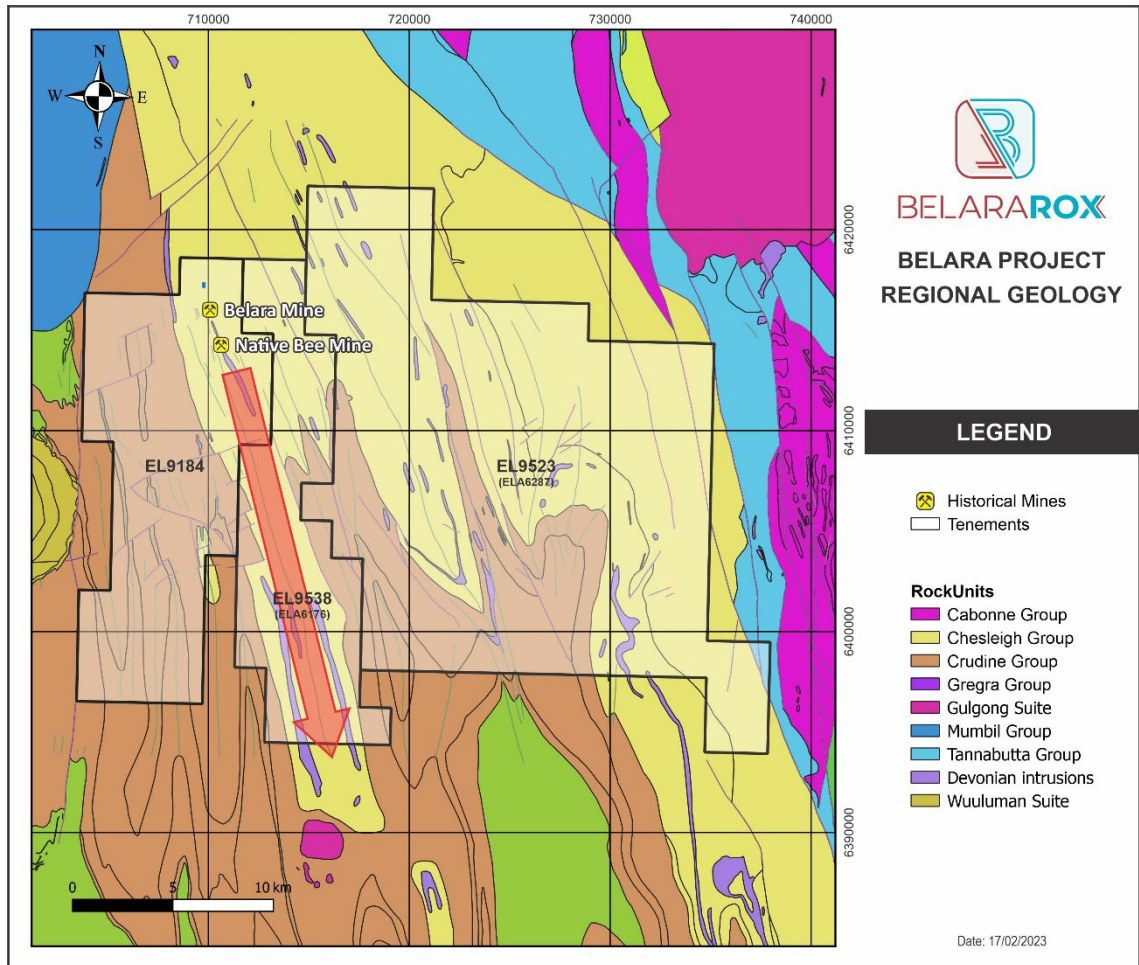 710000
720000
730000
740000
N
W
E
S
6420000
6410000
6400000
6390000
Belara Mine
Native Bee Mine
EL9184
EL9523
(ELA6287)
EL9538
(ELA6176)
0
5
10 km
BELARAROX
BELARA PROJECT
REGIONAL GEOLOGY
LEGEND
Historical Mines
Tenements
RockUnits
Cabonne Group
Chesleigh Group
Crudine Group
Gregra Group
Gulgong Suite
Mumbil Group
Tannabutta Group
Devonian intrusions
Wuuluman Suite
Date: 17/02/2023